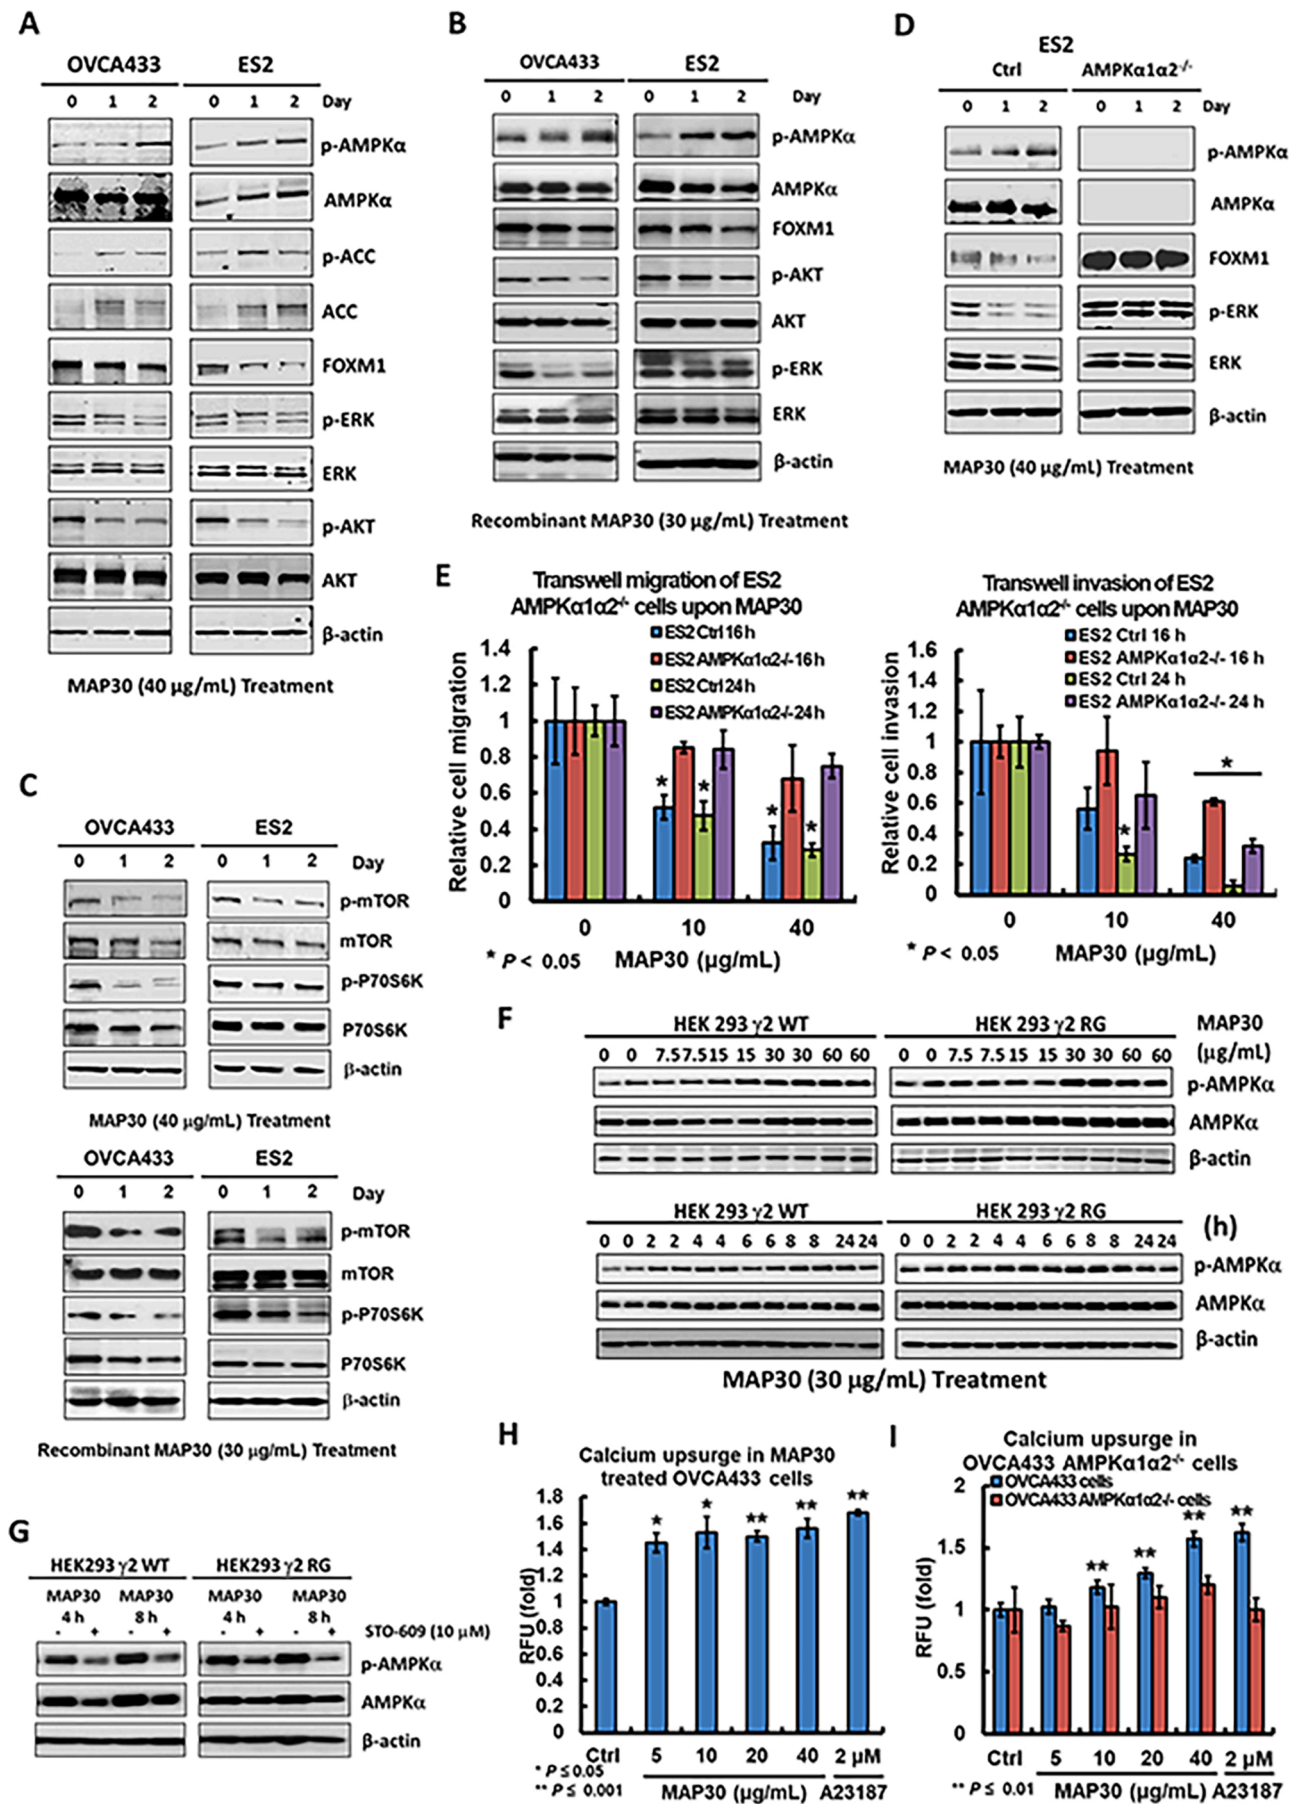 A
OVCA433 ES2
0 1 2 0 1 2 Day
p-AMPKα
AMPKα
p-ACC
ACC
FOXM1
p-ERK
ERK
p-AKT
AKT
β-actin
MAP30 (40 µg/mL) Treatment
B
OVCA433 ES2
0 1 2 0 1 2 Day
p-AMPKα
AMPKα
FOXM1
p-AKT
AKT
p-ERK
ERK
β-actin
Recombinant MAP30 (30 µg/mL) Treatment
D
ES2
Ctrl AMPKα1α2-/-
0 1 2 0 1 2 Day
p-AMPKα
AMPKα
FOXM1
p-ERK
ERK
β-actin
MAP30 (40 µg/mL) Treatment
E
Transwell migration of ES2
AMPKα1α2-/- cells upon MAP30
ES2 Ctrl 16 h
ES2 AMPKα1α2-/- 16 h
ES2 Ctrl 24 h
ES2 AMPKα1α2-/- 24 h
Relative cell migration
1.4
1.2
1
0.8
0.6
0.4
0.2
0
* * * *
0 10 40
* P < 0.05 MAP30 (µg/mL)
Transwell invasion of ES2
AMPKα1α2-/- cells upon MAP30
ES2 Ctrl 16 h
ES2 AMPKα1α2-/- 16 h
ES2 Ctrl 24 h
ES2 AMPKα1α2-/- 24 h
Relative cell invasion
1.6
1.4
1.2
1
0.8
0.6
0.4
0.2
0
* *
0 10 40
* P < 0.05 MAP30 (µg/mL)
C
OVCA433 ES2
0 1 2 0 1 2 Day
p-mTOR
mTOR
p-P70S6K
P70S6K
β-actin
MAP30 (40 µg/mL) Treatment
OVCA433 ES2
0 1 2 0 1 2 Day
p-mTOR
mTOR
p-P70S6K
P70S6K
β-actin
Recombinant MAP30 (30 µg/mL) Treatment
F
HEK 293 γ2 WT HEK 293 γ2 RG MAP30
0 0 7.5 7.5 15 15 30 30 60 60 0 0 7.5 7.5 15 15 30 30 60 60 (µg/mL)
p-AMPKα
AMPKα
β-actin
HEK 293 γ2 WT HEK 293 γ2 RG (h)
0 0 2 2 4 4 6 6 8 8 24 24 0 0 2 2 4 4 6 6 8 8 24 24
p-AMPKα
AMPKα
β-actin
MAP30 (30 µg/mL) Treatment
G
HEK293 γ2 WT HEK293 γ2 RG
MAP30 MAP30 MAP30 MAP30
4 h 8 h 4 h 8 h
- + - + - + - + STO-609 (10 µM)
p-AMPKα
AMPKα
β-actin
H
Calcium upsurge in MAP30
treated OVCA433 cells
RFU (fold)
1.8
1.6
1.4
1.2
1
0.8
0.6
0.4
0.2
0
* * ** ** **
Ctrl 5 10 20 40 2 µM
* P ≤ 0.05
** P ≤ 0.001 MAP30 (µg/mL) A23187
I
Calcium upsurge in
OVCA433 AMPKα1α2-/- cells
OVCA433 cells
OVCA433 AMPKα1α2-/- cells
RFU (fold)
2
1.5
1
0.5
0
** ** ** **
Ctrl 5 10 20 40 2 µM
** P ≤ 0.01 MAP30 (µg/mL) A23187